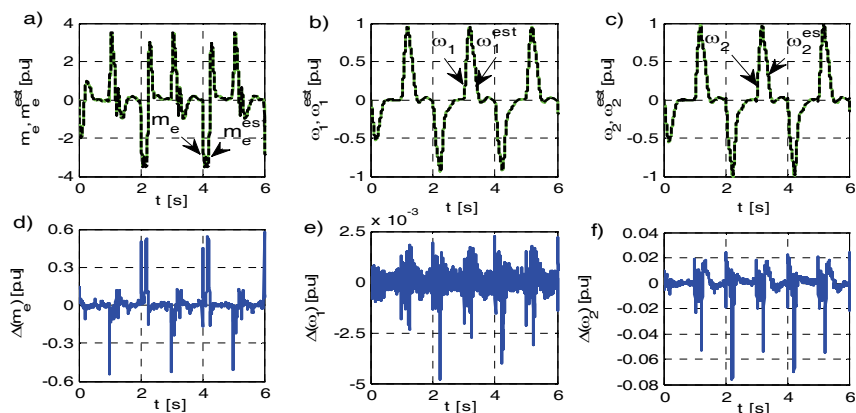 a)
m_e, m_e^est [p.u]
4
2
0
-2
-4
m_e
m_e^est
0
2
4
6
t [s]
b)
ω_1, ω_1^est [p.u]
1
0.5
0
-0.5
-1
ω_1
ω_1^est
0
2
4
6
t [s]
c)
ω_2, ω_2^est [p.u]
1
0.5
0
-0.5
-1
ω_2
ω_2^est
0
2
4
6
t [s]
d)
Δ(m_e) [p.u]
0.6
0.3
0
-0.3
-0.6
0
2
4
6
t [s]
e)
x 10^-3
Δ(ω_1) [p.u]
2.5
0
-2.5
-5
0
2
4
6
t [s]
f)
Δ(ω_2) [p.u]
0.04
0.02
0
-0.02
-0.04
-0.06
-0.08
0
2
4
6
t [s]